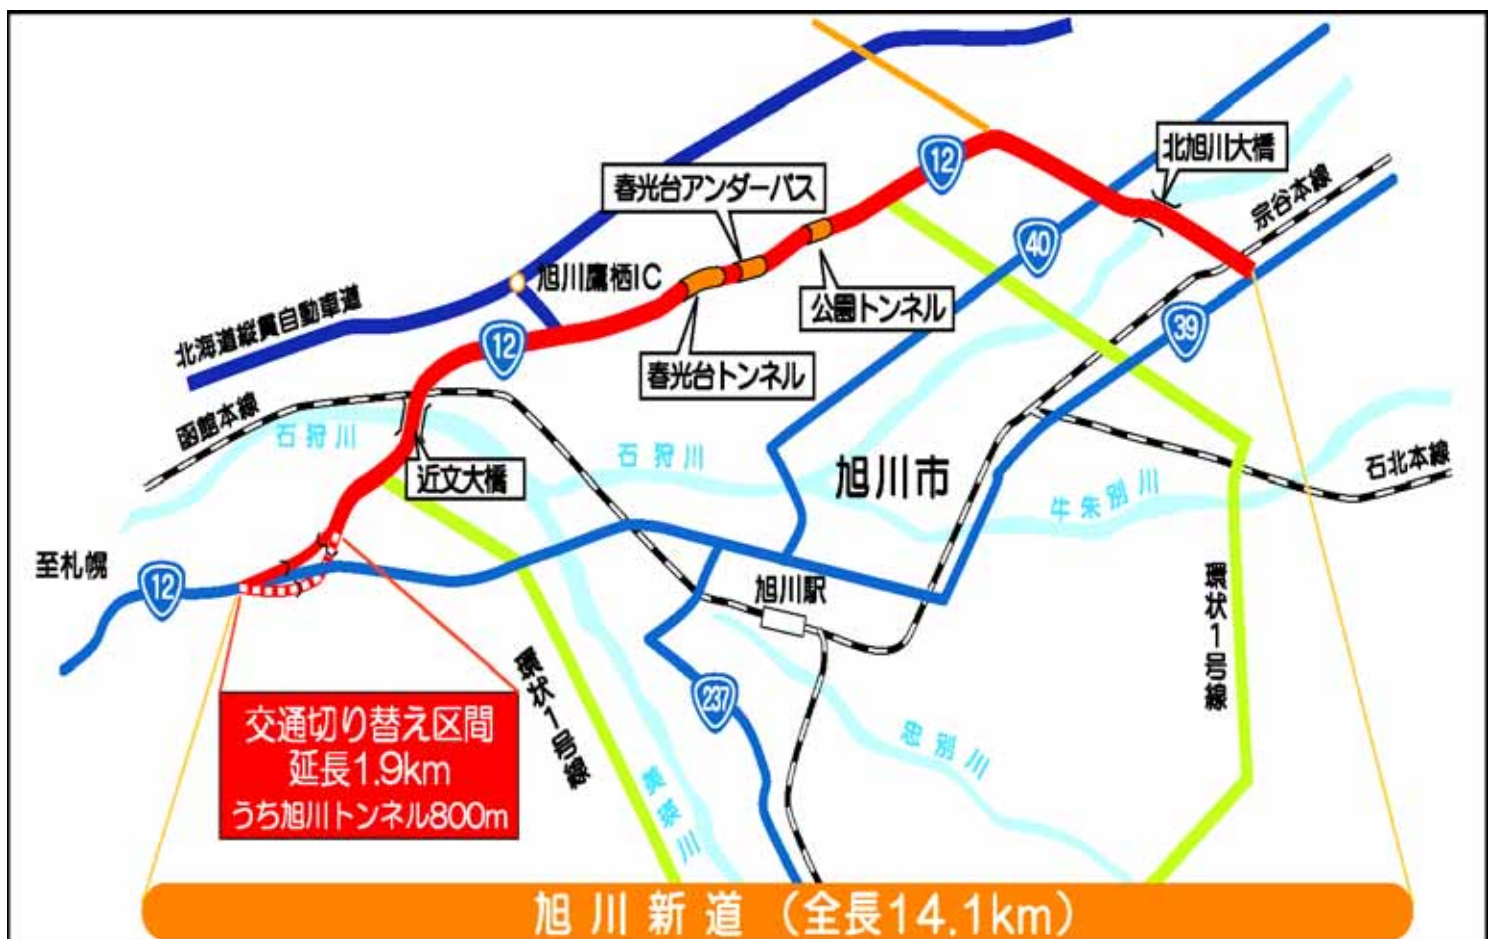 北旭川大橋
12
春光台アンダーパス
宗谷本線
40
旭川鷹栖IC
公園トンネル
39
北海道縦貫自動車道
12
春光台トンネル
函館本線
石狩川
石狩川
旭川市
石北本線
近文大橋
牛朱別川
至札幌
12
旭川駅
環状1号線
環状1号線
237
交通切り替え区間
延長1.9km
うち旭川トンネル800m
忠別川
美瑛川
旭川新道（全長14.1km）